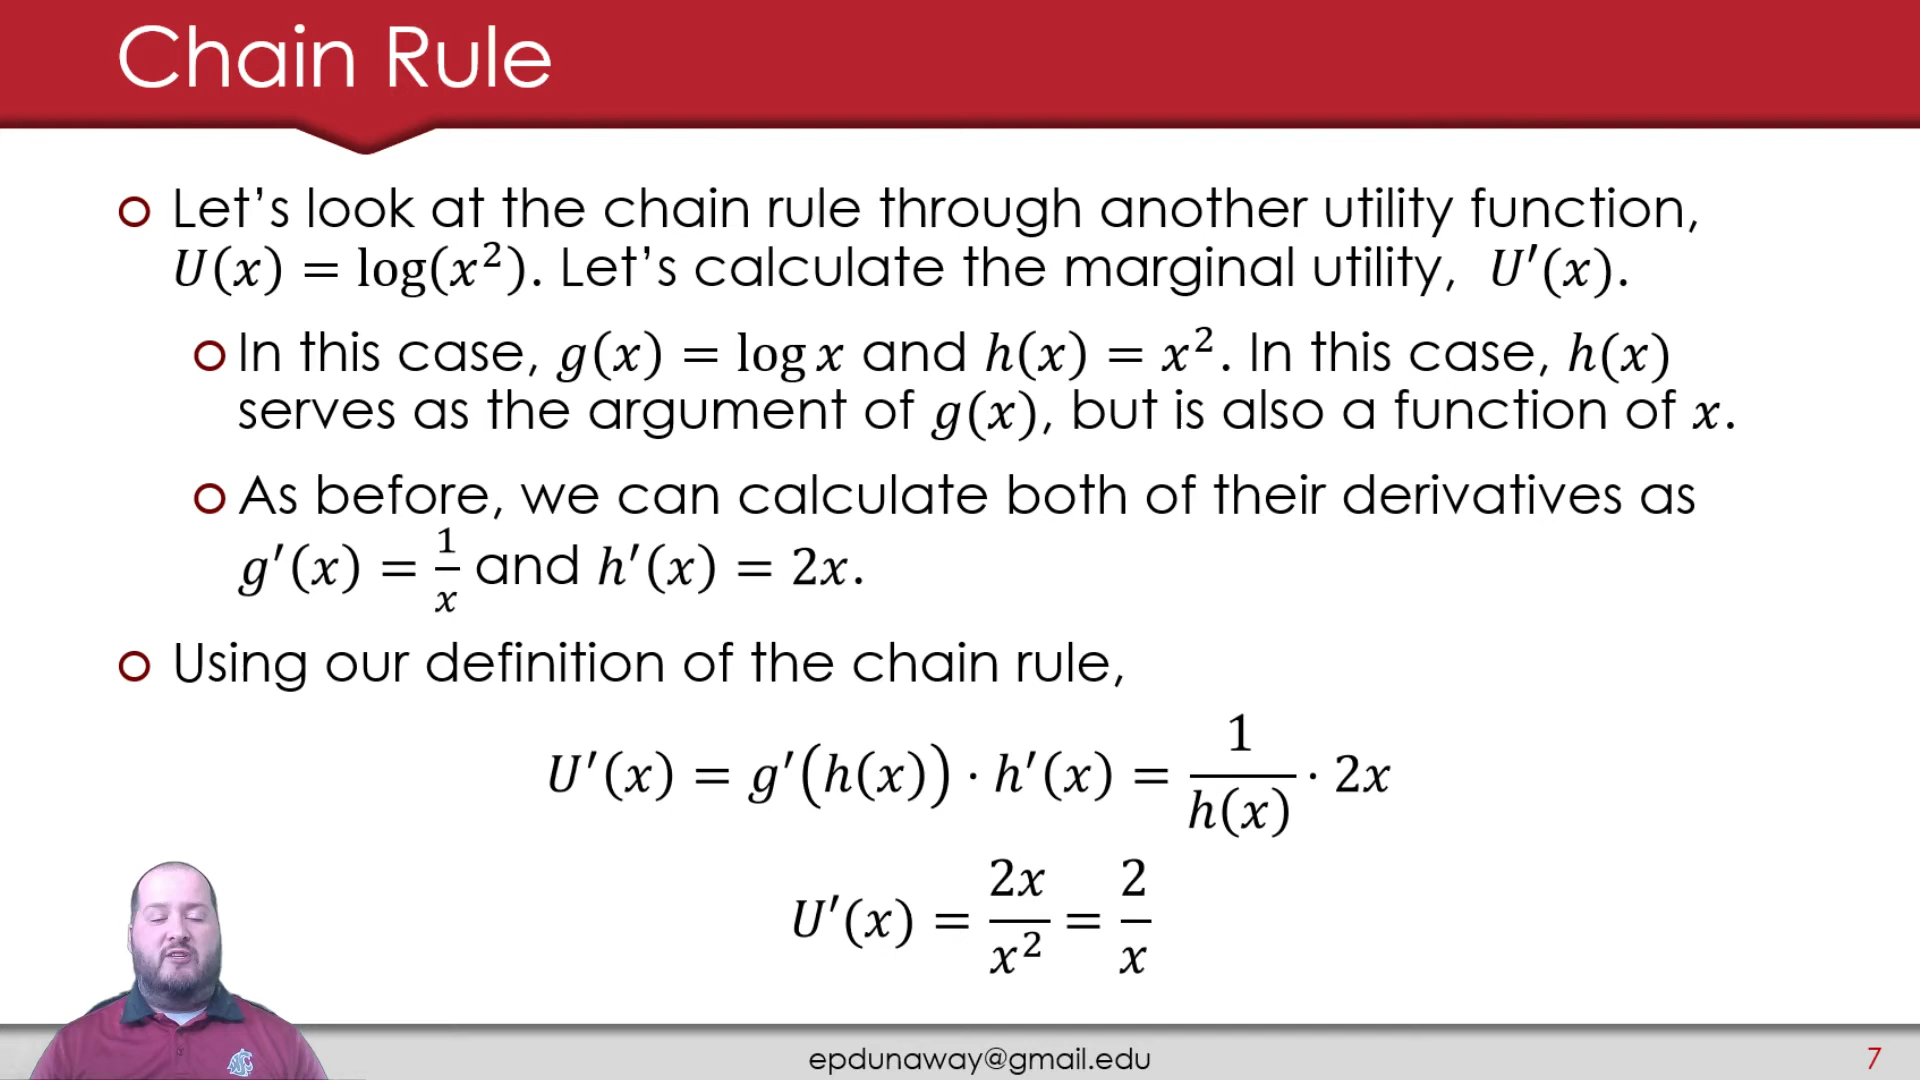 Chain Rule
Let’s look at the chain rule through another utility function,
U(x) = log(x²). Let’s calculate the marginal utility, U′(x).
In this case, g(x) = log x and h(x) = x². In this case, h(x)
serves as the argument of g(x), but is also a function of x.
As before, we can calculate both of their derivatives as
g′(x) = 1/x and h′(x) = 2x.
Using our definition of the chain rule,
U′(x) = g′(h(x)) · h′(x) = 1/h(x) · 2x
U′(x) = 2x/x² = 2/x
epdunaway@gmail.edu
7